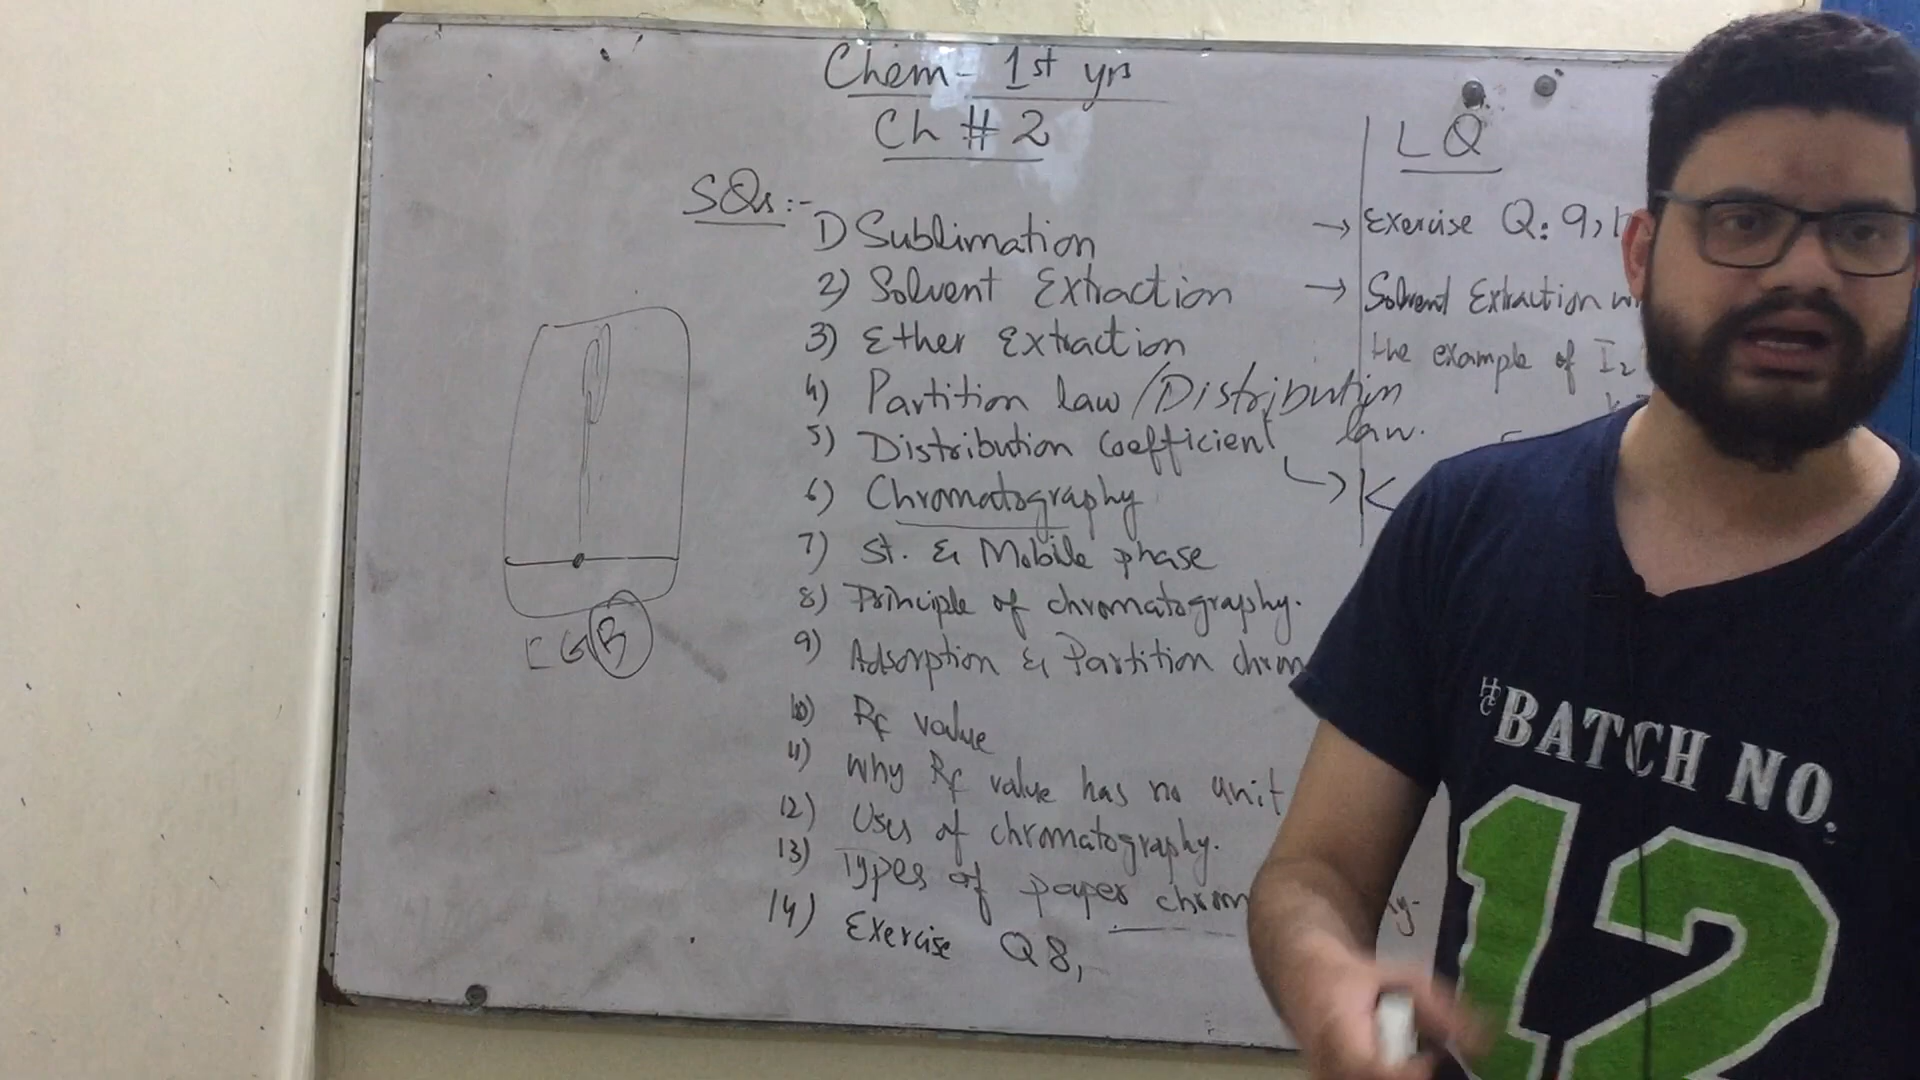 Chem - 1st yrs
Ch # 2
SQs :-
1) Sublimation
2) Solvent Extraction
3) Ether Extraction
4) Partition law / Distribution law.
5) Distribution Coefficient
6) Chromatography
7) St. & Mobile phase
8) Principle of chromatography.
9) Adsorption & Partition chrom
10) Rf value
11) Why Rf value has no unit
12) Uses of chromatography.
13) Types of paper chrom
14) Exercise Q 8,
LQ
→ Exercise Q: 9,
→ Solvent Extraction
the example of I2
K
G B
BATCH NO.
12